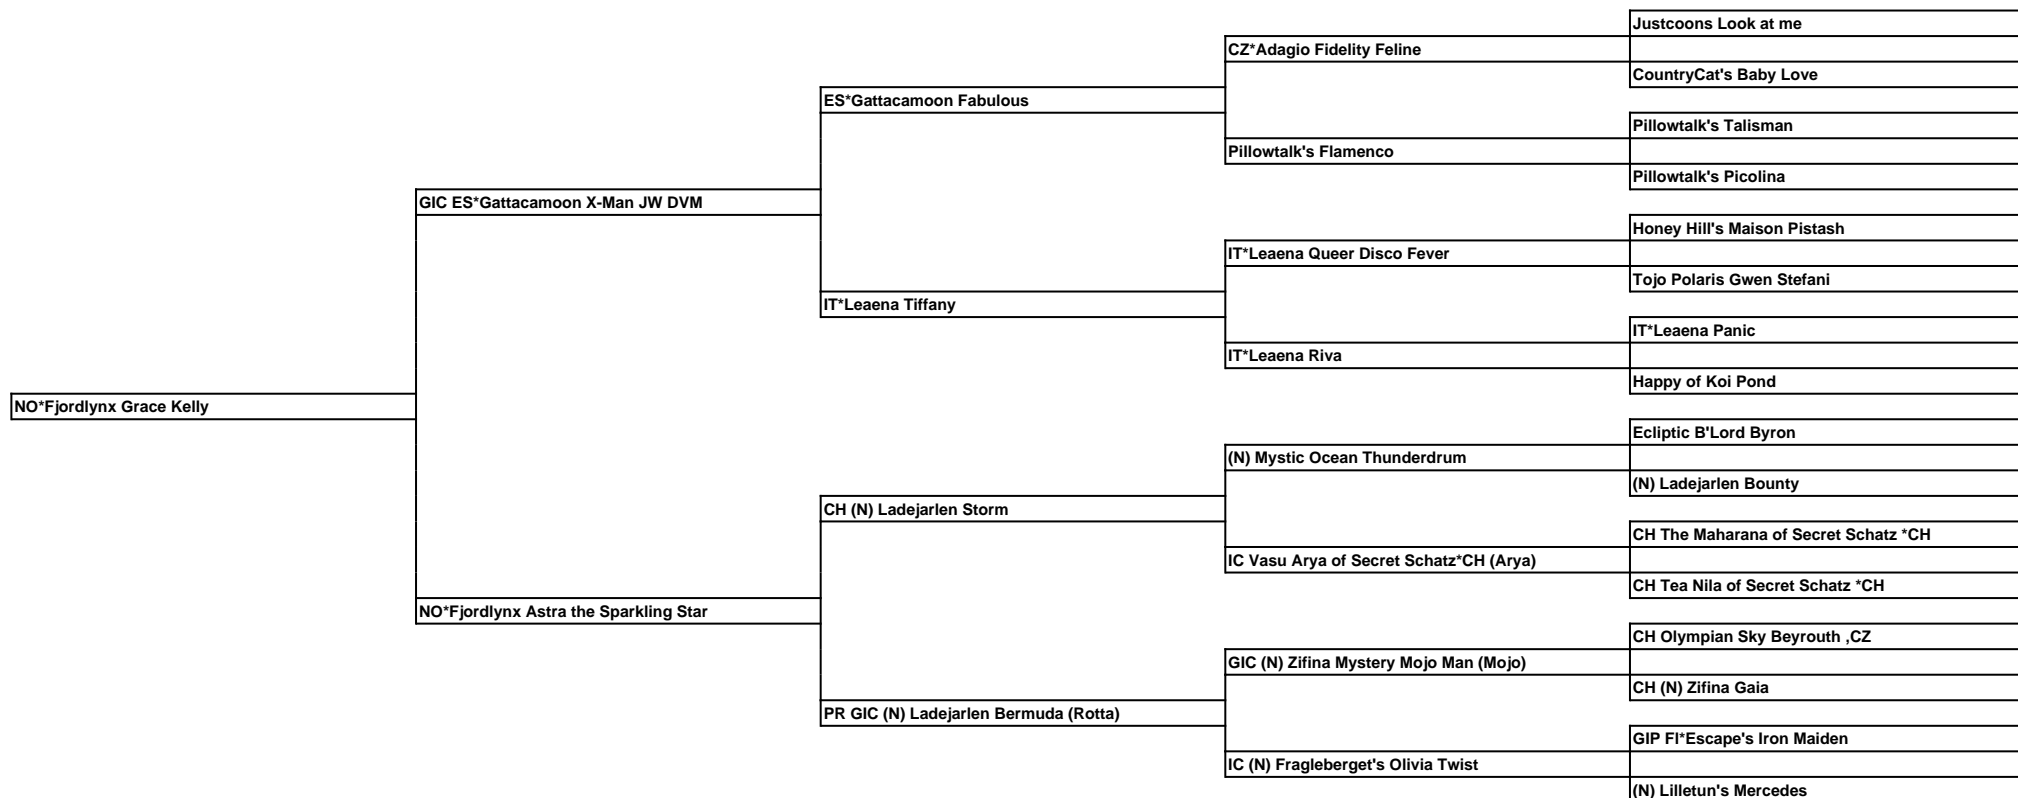 Justcoons Look at me
CZ*Adagio Fidelity Feline
CountryCat's Baby Love
ES*Gattacamoon Fabulous
Pillowtalk's Talisman
Pillowtalk's Flamenco
Pillowtalk's Picolina
GIC ES*Gattacamoon X-Man JW DVM
Honey Hill's Maison Pistash
IT*Leaena Queer Disco Fever
Tojo Polaris Gwen Stefani
IT*Leaena Tiffany
IT*Leaena Panic
IT*Leaena Riva
Happy of Koi Pond
NO*Fjordlynx Grace Kelly
Ecliptic B'Lord Byron
(N) Mystic Ocean Thunderdrum
(N) Ladejarlen Bounty
CH (N) Ladejarlen Storm
CH The Maharana of Secret Schatz *CH
IC Vasu Arya of Secret Schatz*CH (Arya)
CH Tea Nila of Secret Schatz *CH
NO*Fjordlynx Astra the Sparkling Star
CH Olympian Sky Beyrouth ,CZ
GIC (N) Zifina Mystery Mojo Man (Mojo)
CH (N) Zifina Gaia
PR GIC (N) Ladejarlen Bermuda (Rotta)
GIP FI*Escape's Iron Maiden
IC (N) Fragleberget's Olivia Twist
(N) Lilletun's Mercedes